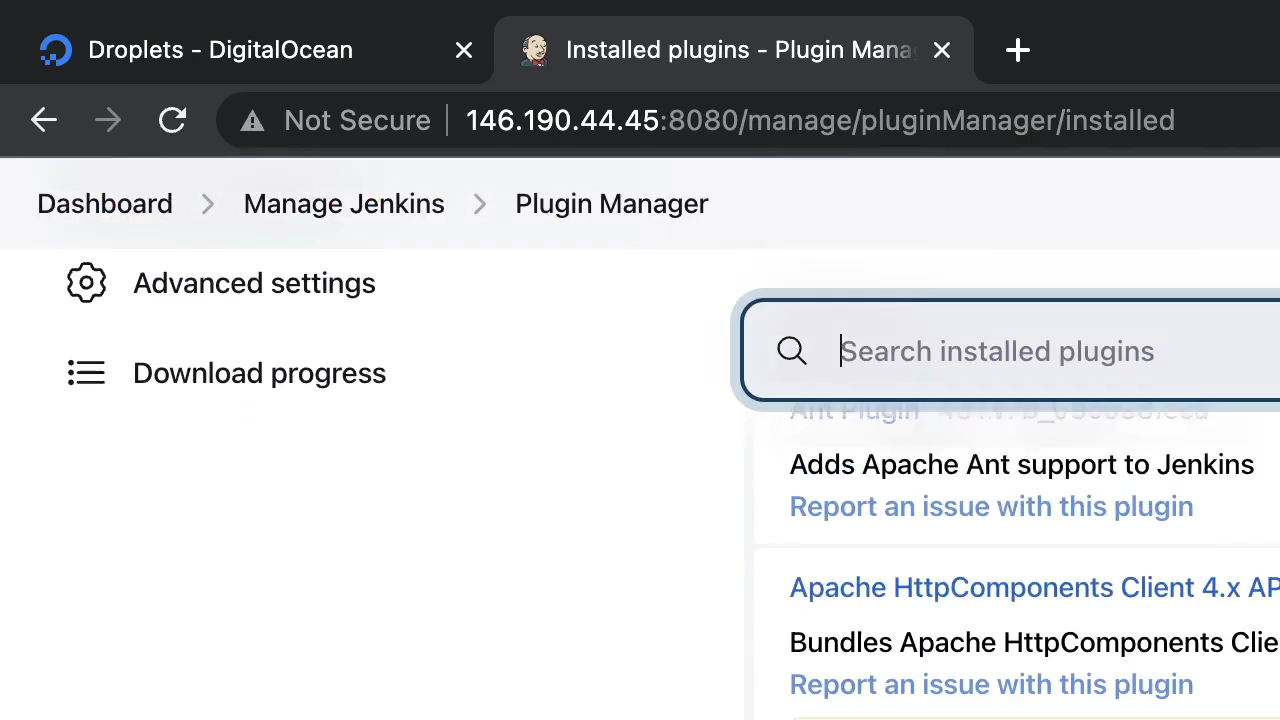 Droplets - DigitalOcean
Installed plugins - Plugin Mana
Not Secure
146.190.44.45:8080/manage/pluginManager/installed
Dashboard
Manage Jenkins
Plugin Manager
Advanced settings
Download progress
Search installed plugins
Ant Plugin
Adds Apache Ant support to Jenkins
Report an issue with this plugin
Apache HttpComponents Client 4.x AP
Bundles Apache HttpComponents Clie
Report an issue with this plugin